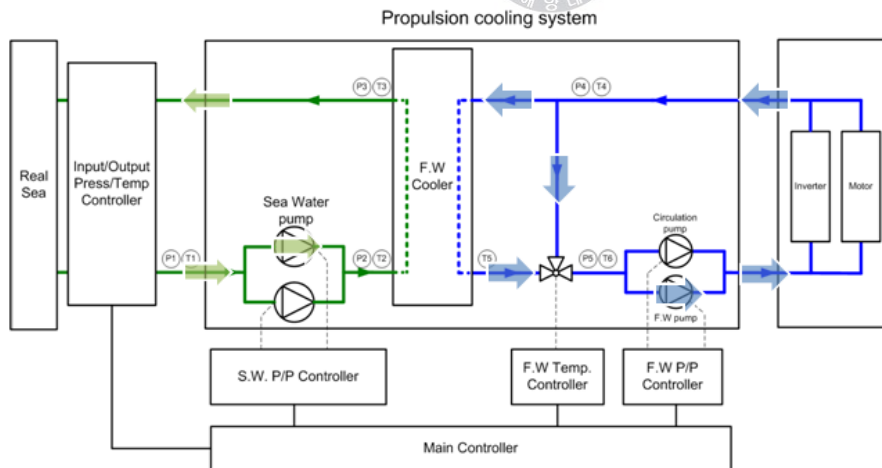 Propulsion cooling system
Real
Sea
Input/Output
Press/Temp
Controller
P3
T3
P4
T4
F.W
Cooler
Inverter
Motor
Sea Water
pump
Circulation
pump
P1
T1
P2
T2
T5
P5
T6
F.W pump
S.W. P/P Controller
F.W Temp.
Controller
F.W P/P
Controller
Main Controller